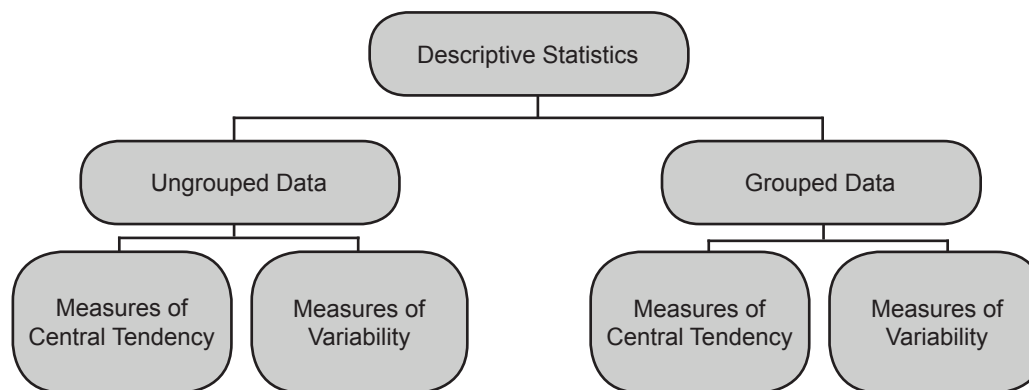 Descriptive Statistics
Ungrouped Data
Grouped Data
Measures of
Central Tendency
Measures of
Variability
Measures of
Central Tendency
Measures of
Variability